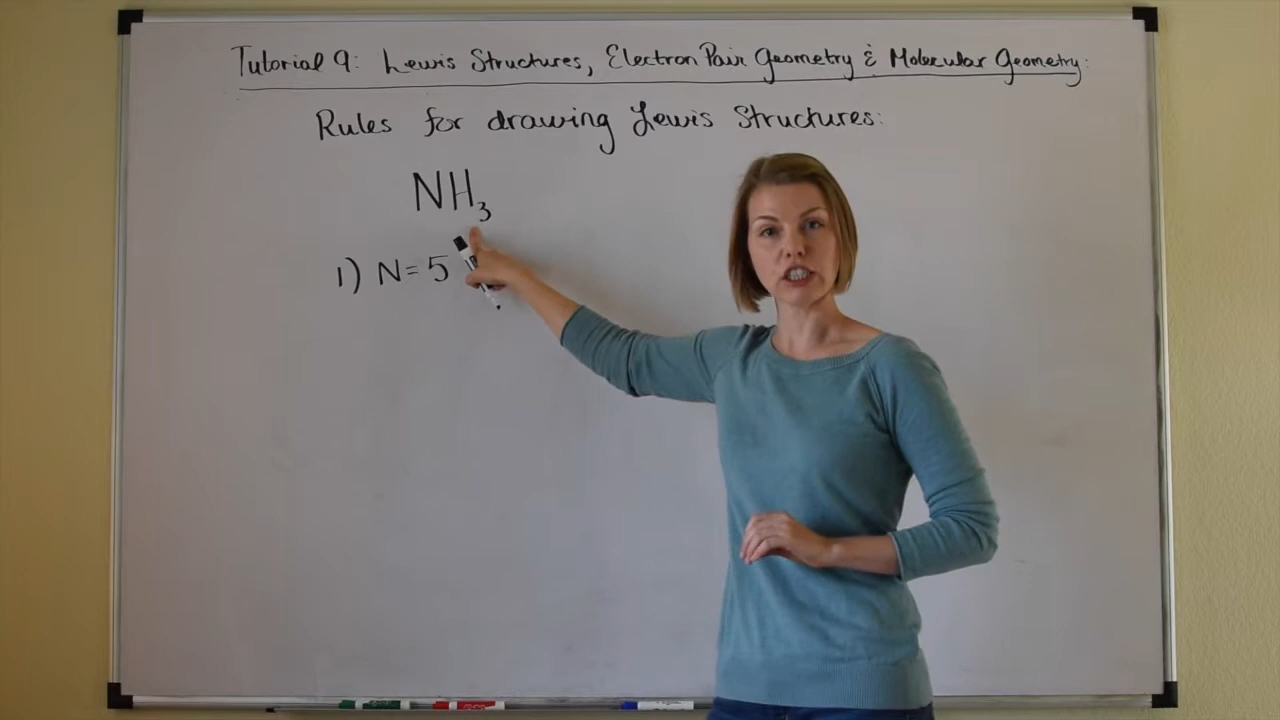 Tutorial 9: Lewis Structures, Electron Pair Geometry & Molecular Geometry:
Rules for drawing Lewis Structures:
NH₃
1) N=5